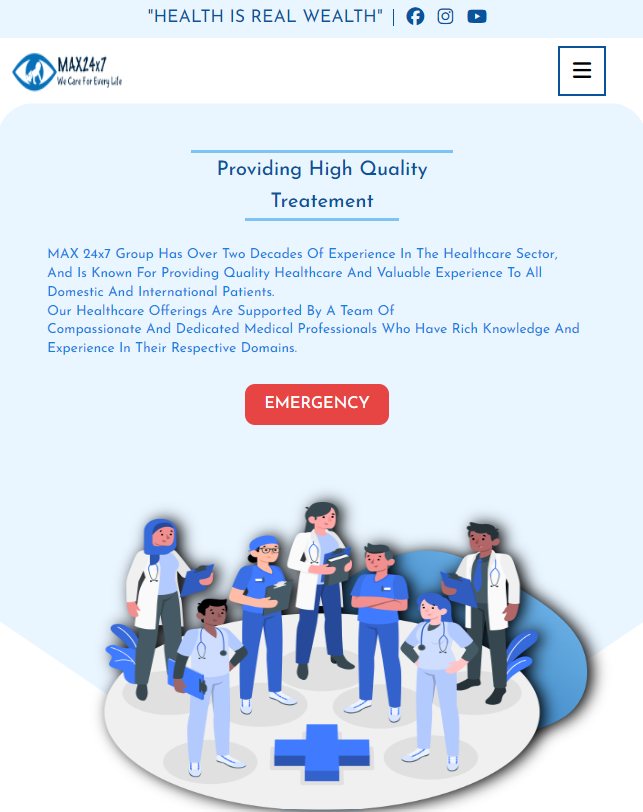 "HEALTH IS REAL WEALTH" |
MAX24x7
We Care For Every Life
Providing High Quality
Treatement
MAX 24x7 Group Has Over Two Decades Of Experience In The Healthcare Sector,
And Is Known For Providing Quality Healthcare And Valuable Experience To All
Domestic And International Patients.
Our Healthcare Offerings Are Supported By A Team Of
Compassionate And Dedicated Medical Professionals Who Have Rich Knowledge And
Experience In Their Respective Domains.
EMERGENCY